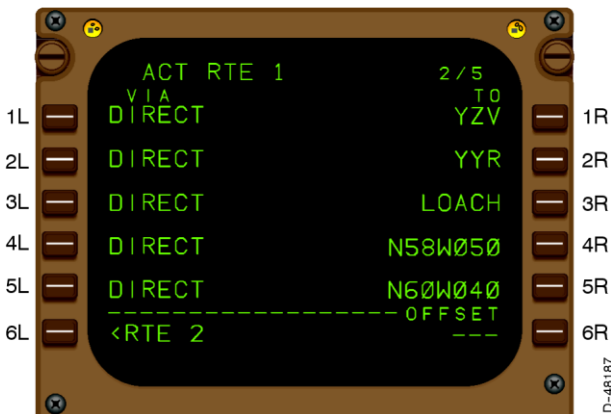 ACT RTE 1 2/5
VIA TO
1L DIRECT YZV 1R
2L DIRECT YYR 2R
3L DIRECT LOACH 3R
4L DIRECT N58W050 4R
5L DIRECT N60W040 5R
------------------ OFFSET
6L <RTE 2 --- 6R
D-48187